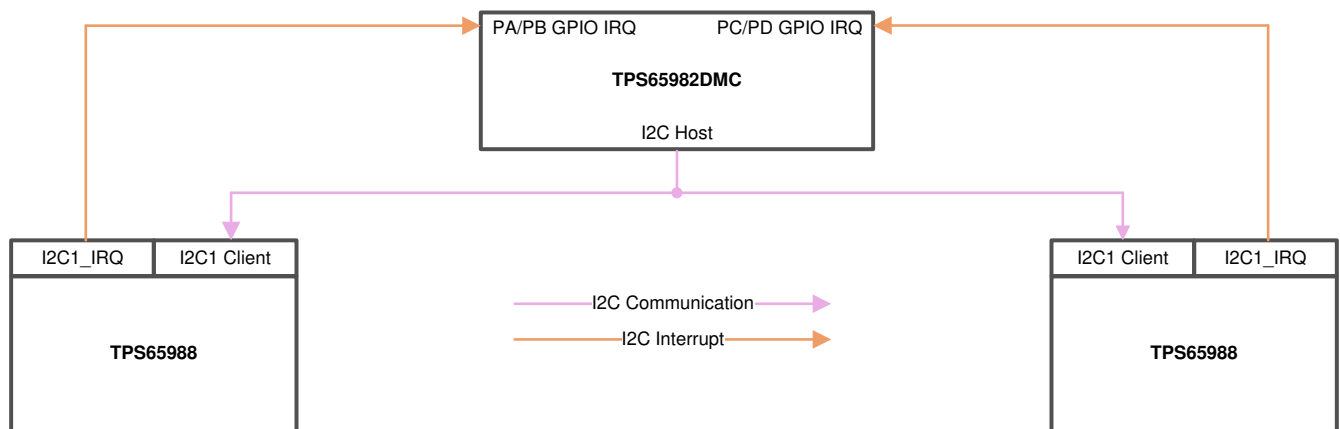 PA/PB GPIO IRQ
PC/PD GPIO IRQ
TPS65982DMC
I2C Host
I2C1_IRQ
I2C1 Client
I2C1 Client
I2C1_IRQ
I2C Communication
I2C Interrupt
TPS65988
TPS65988